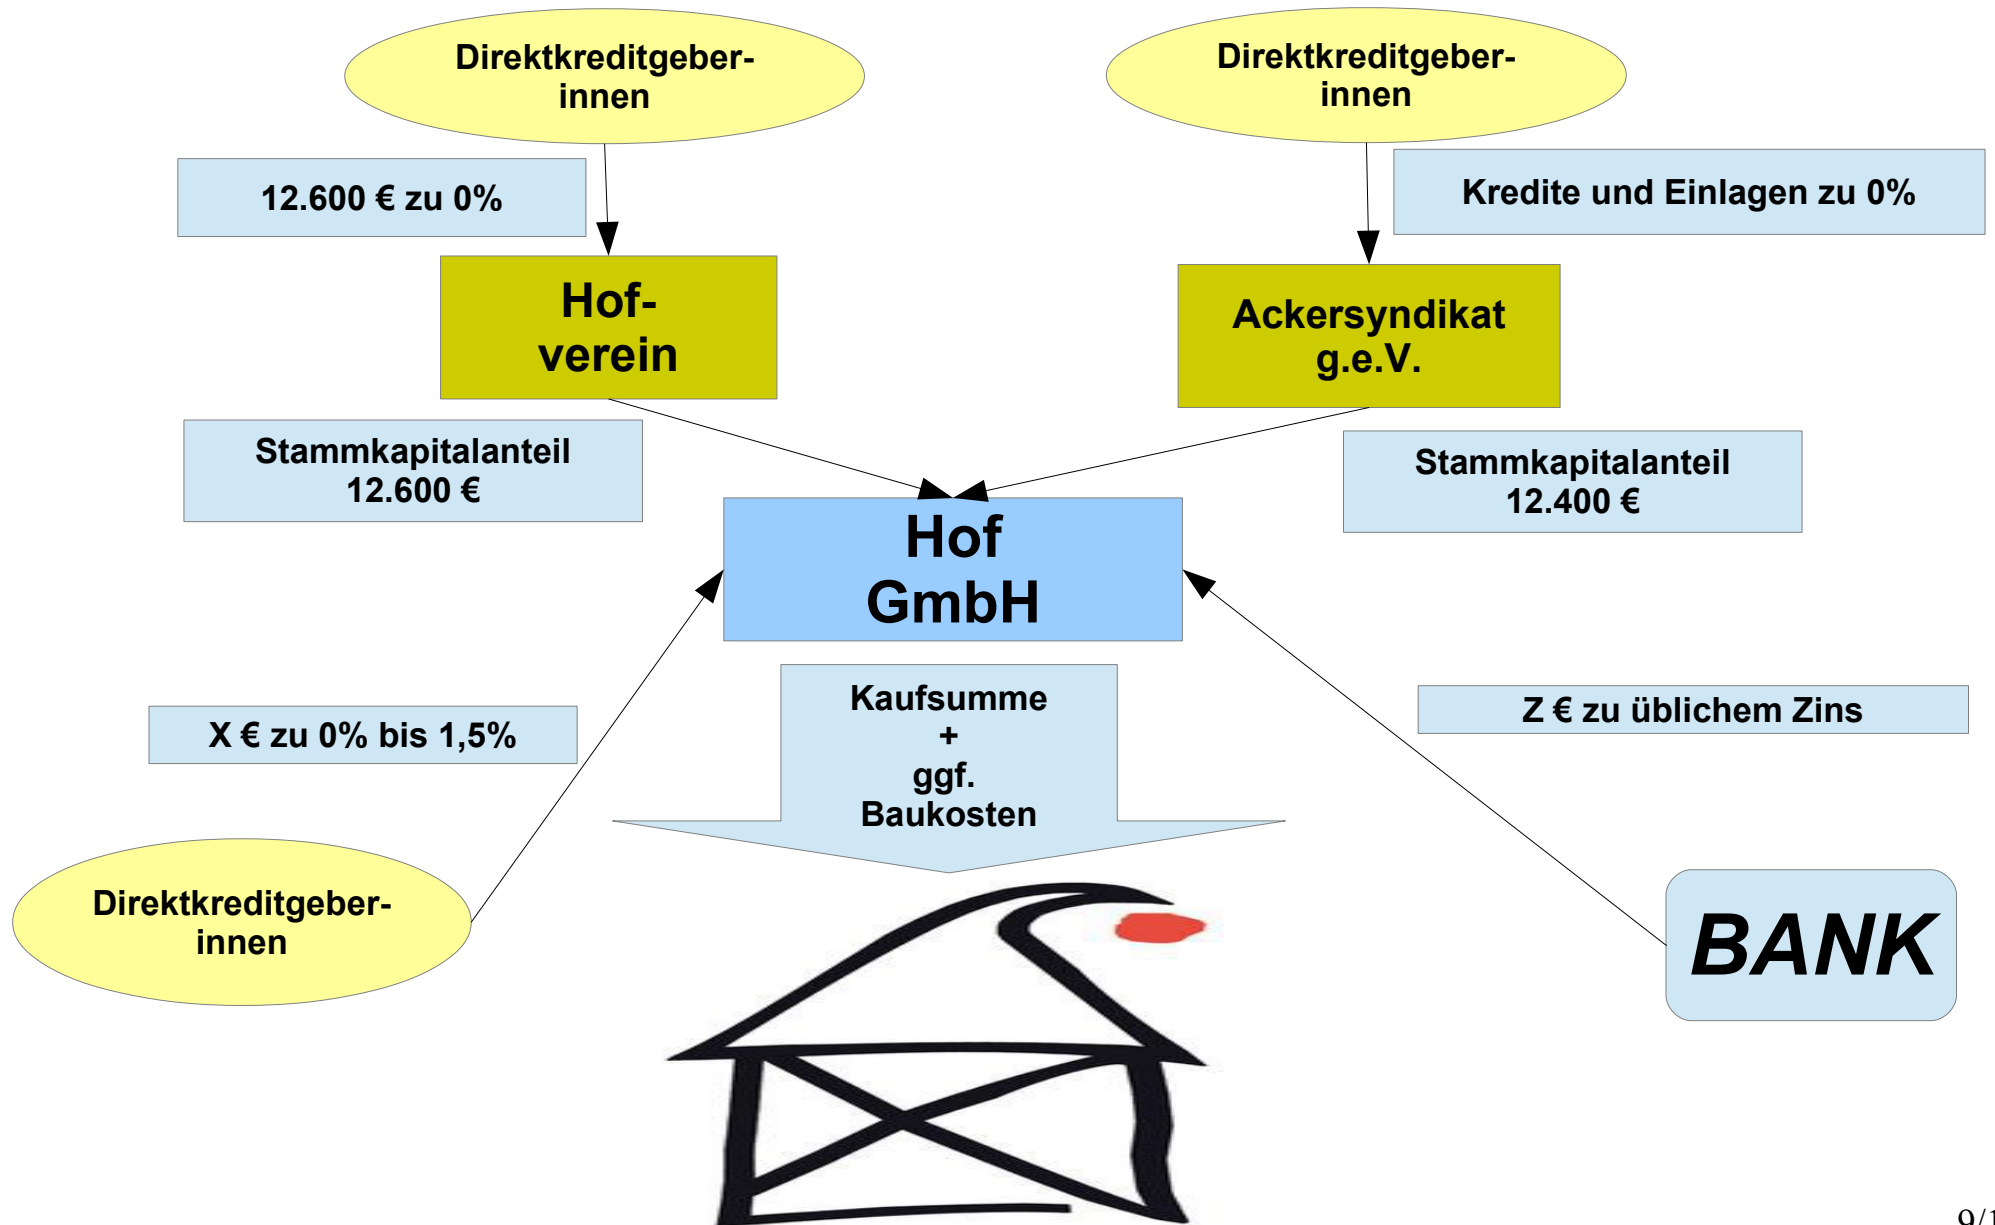 Direktkreditgeber-
innen
Direktkreditgeber-
innen
12.600 € zu 0%
Kredite und Einlagen zu 0%
Hof-
verein
Ackersyndikat
g.e.V.
Stammkapitalanteil
12.600 €
Stammkapitalanteil
12.400 €
Hof
GmbH
X € zu 0% bis 1,5%
Kaufsumme
+
ggf.
Baukosten
Z € zu üblichem Zins
Direktkreditgeber-
innen
BANK